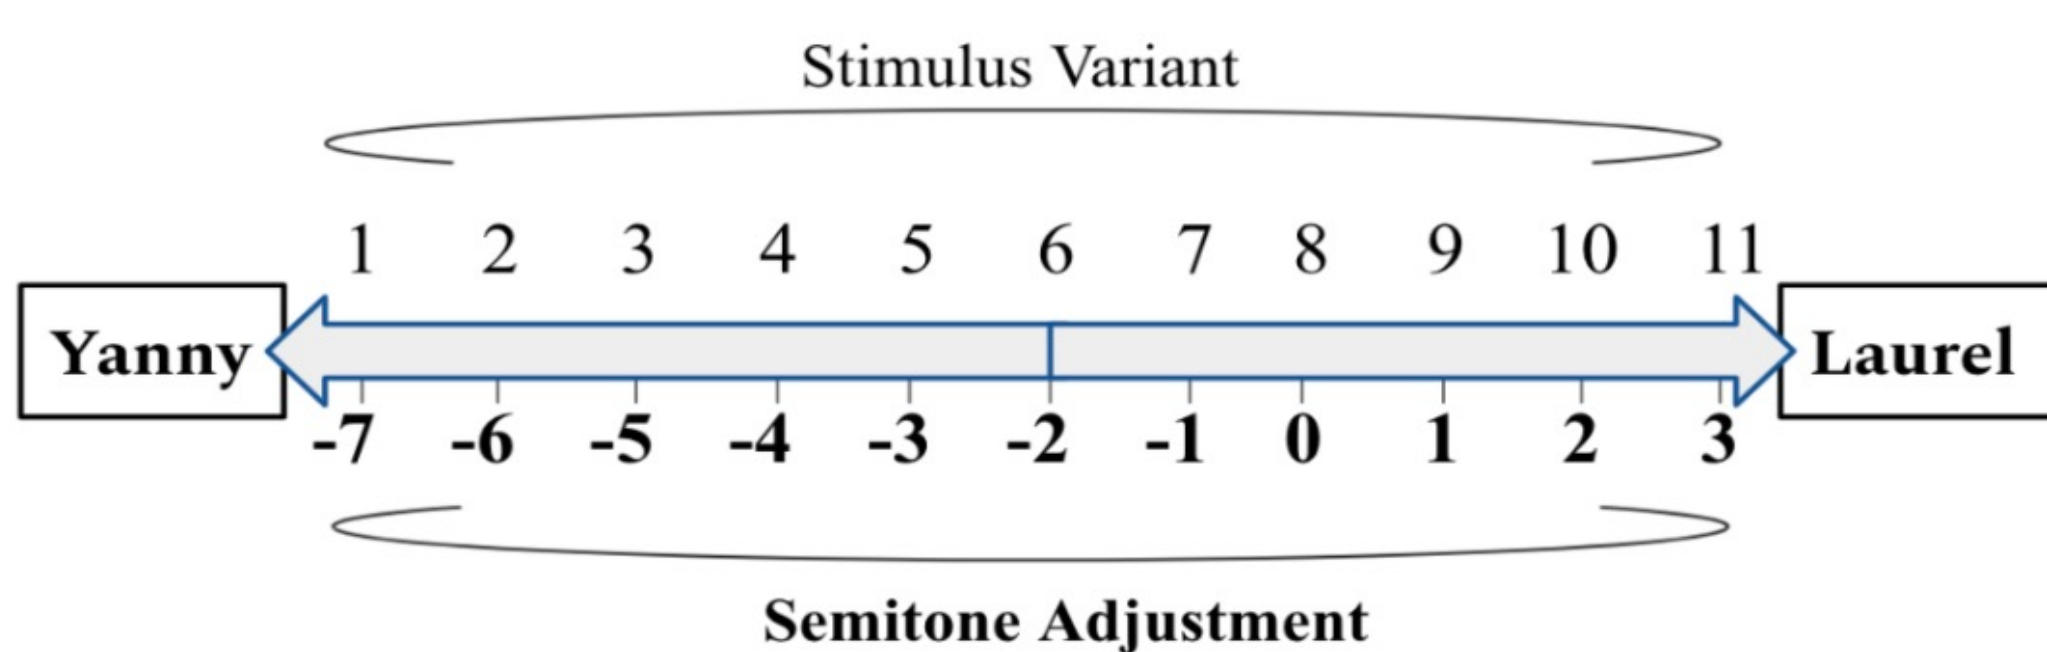 Stimulus Variant
1 2 3 4 5 6 7 8 9 10 11
Yanny Laurel
-7 -6 -5 -4 -3 -2 -1 0 1 2 3
Semitone Adjustment